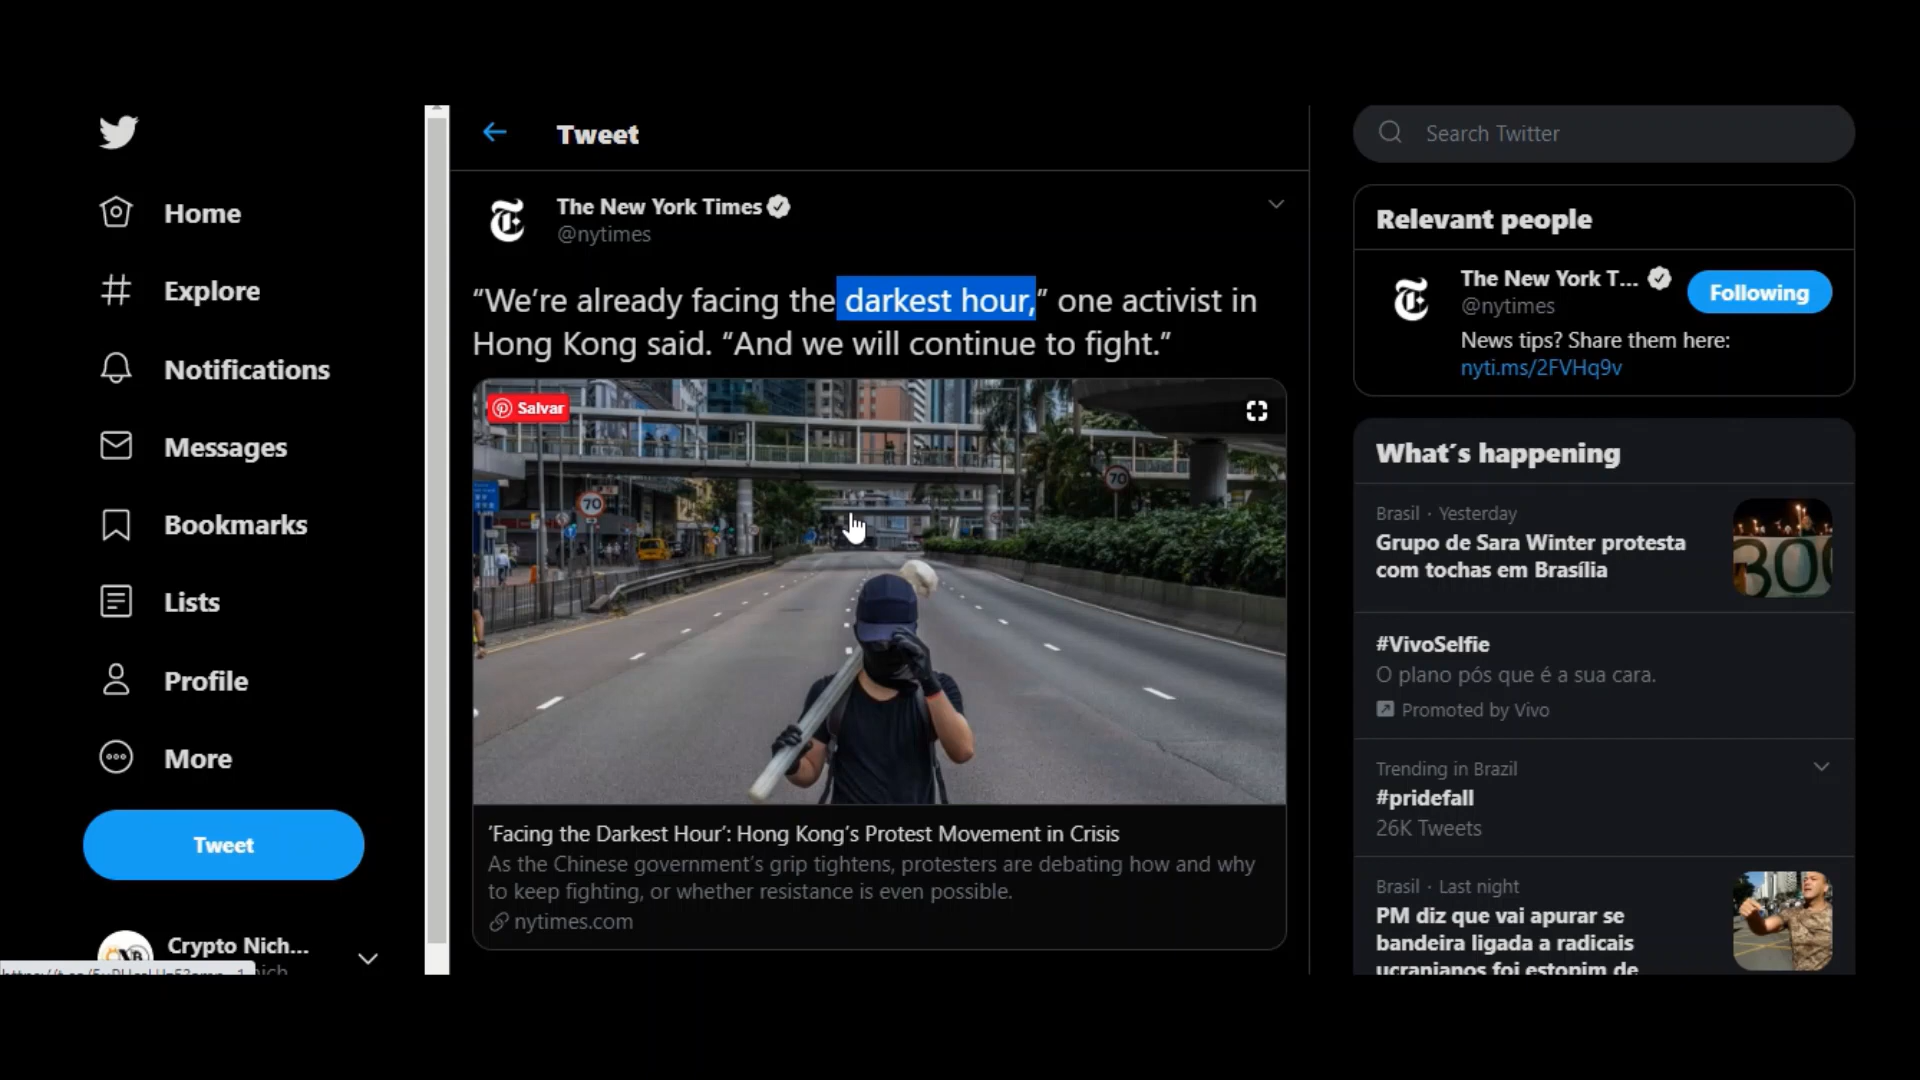 Home
Explore
Notifications
Messages
Bookmarks
Lists
Profile
More
Tweet
Crypto Nich...
Tweet
The New York Times
@nytimes
“We’re already facing the darkest hour,” one activist in
Hong Kong said. “And we will continue to fight.”
Salvar
70
70
‘Facing the Darkest Hour’: Hong Kong’s Protest Movement in Crisis
As the Chinese government’s grip tightens, protesters are debating how and why
to keep fighting, or whether resistance is even possible.
nytimes.com
Search Twitter
Relevant people
The New York T...
@nytimes
Following
News tips? Share them here:
nyti.ms/2FVHq9v
What´s happening
Brasil · Yesterday
Grupo de Sara Winter protesta
com tochas em Brasília
300
#VivoSelfie
O plano pós que é a sua cara.
Promoted by Vivo
Trending in Brazil
#pridefall
26K Tweets
Brasil · Last night
PM diz que vai apurar se
bandeira ligada a radicais
ucranianos foi estopim de